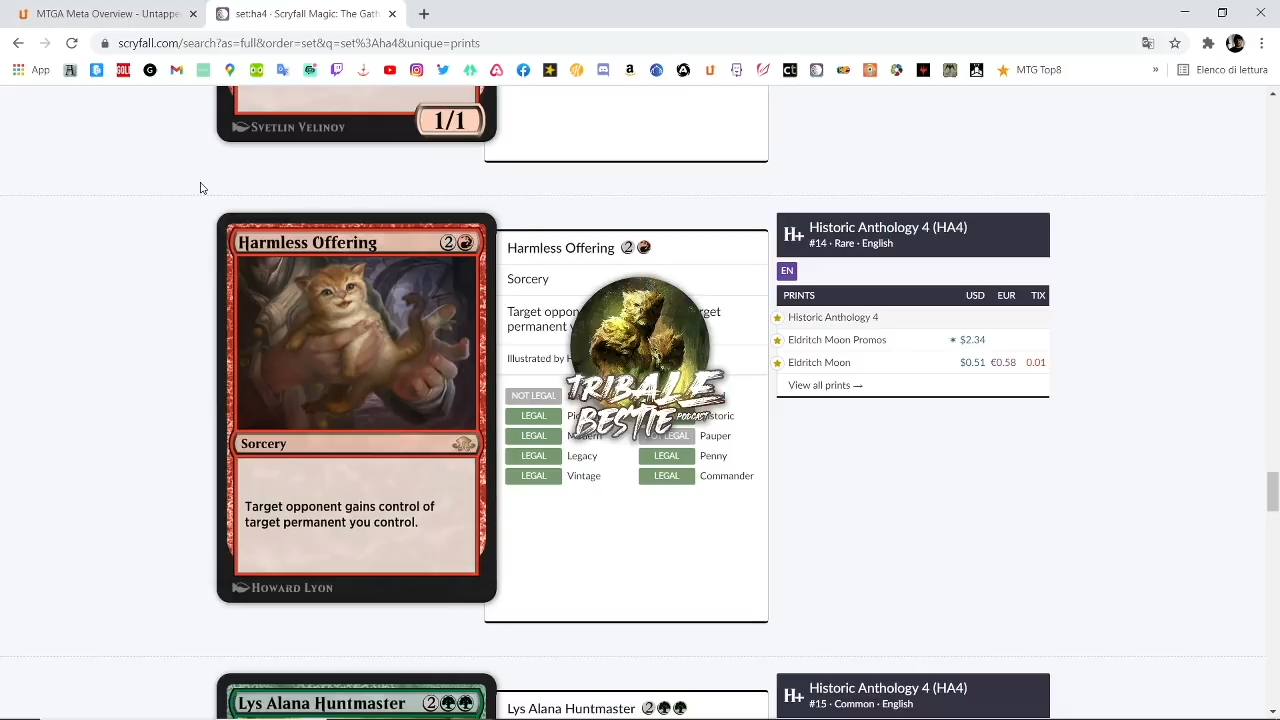 MTGA Meta Overview - Untappe
set:ha4 - Scryfall Magic: The Gath
scryfall.com/search?as=full&order=set&q=set%3Aha4&unique=prints
App
MTG Top8
»
Elenco di lettura
SVETLIN VELINOV
1/1
Harmless Offering 2
Sorcery
Target opponent gains control of
target permanent you control.
HOWARD LYON
Harmless Offering 2
Sorcery
Target oppon
permanent
Illustrated by
NOT LEGAL
LEGAL
LEGAL
LEGAL Legacy
LEGAL Vintage
Pauper
LEGAL Penny
LEGAL Commander
TRIBALE
BESTIE PODCAST
H+ Historic Anthology 4 (HA4)
#14 · Rare · English
EN
PRINTS USD EUR TIX
Historic Anthology 4
Eldritch Moon Promos ✶ $2.34
Eldritch Moon $0.51 €0.58 0.01
View all prints →
Lys Alana Huntmaster 2
Lys Alana Huntmaster 2
H+ Historic Anthology 4 (HA4)
#15 · Common · English